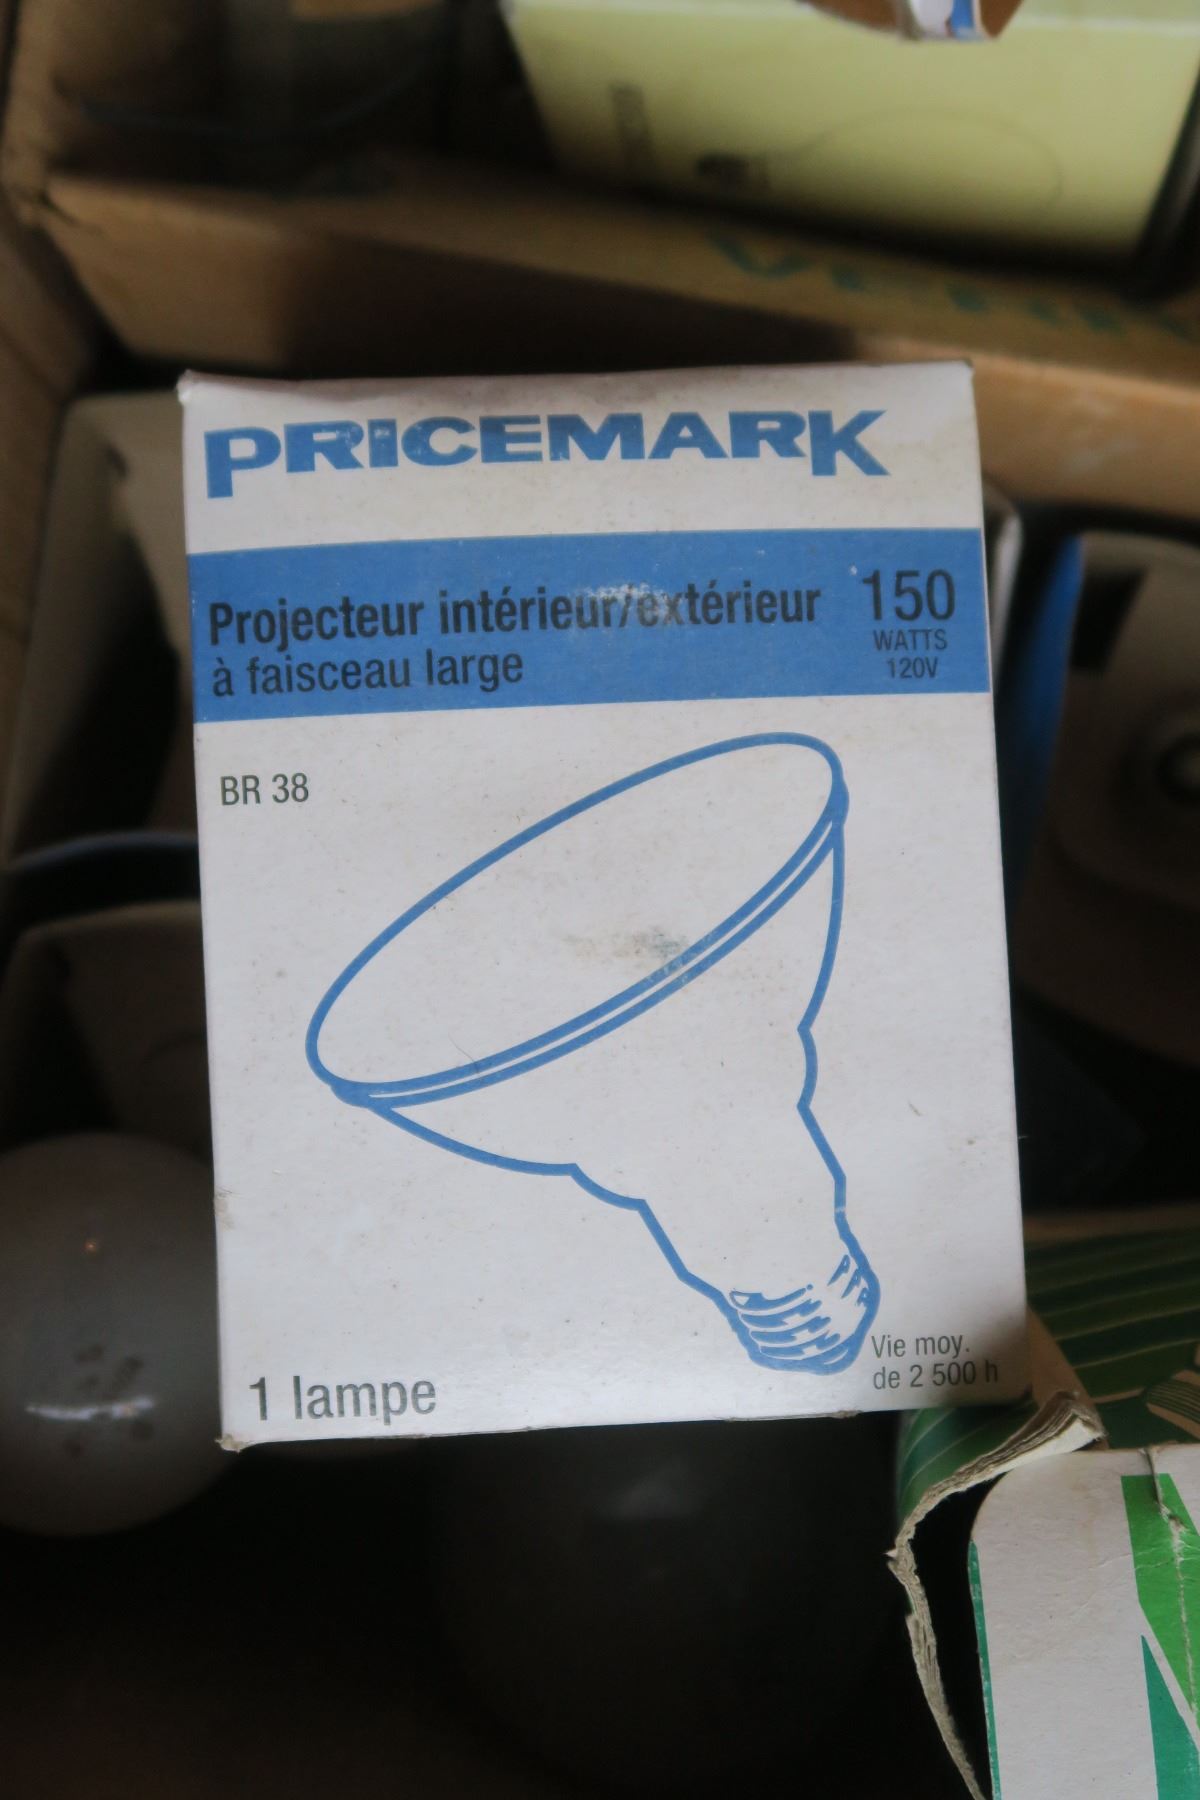 PRICEMARK
Projecteur intérieur/extérieur
à faisceau large
150
WATTS
120V
BR 38
1 lampe
Vie moy.
de 2 500 h